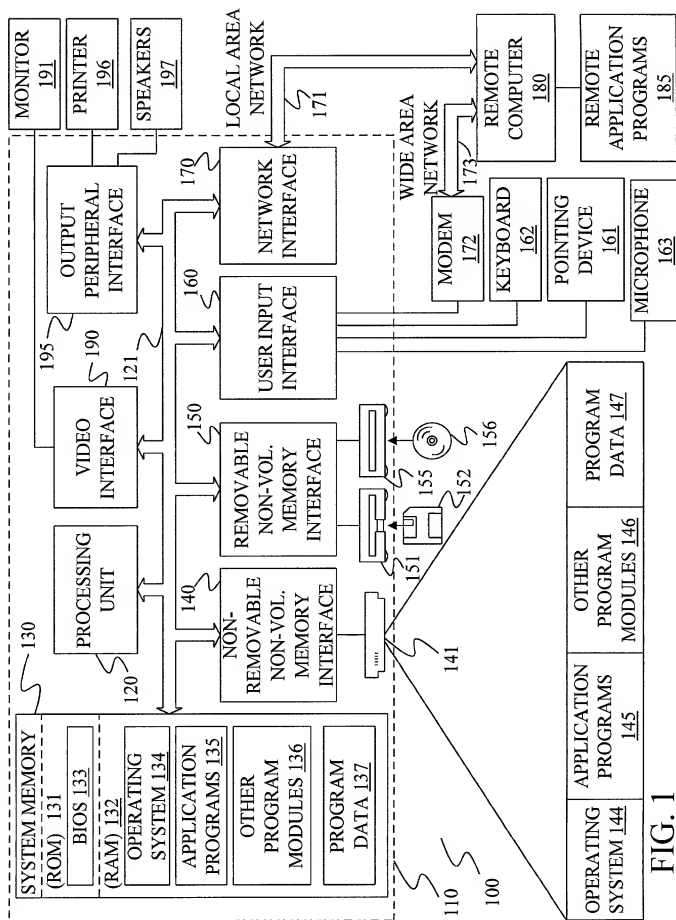 SYSTEM MEMORY
(ROM) 131
BIOS 133
(RAM) 132
OPERATING
SYSTEM 134
APPLICATION
PROGRAMS 135
OTHER
PROGRAM
MODULES 136
PROGRAM
DATA 137
130
PROCESSING
UNIT
120
VIDEO
INTERFACE
190
121
OUTPUT
PERIPHERAL
INTERFACE
195
MONITOR
191
PRINTER
196
SPEAKERS
197
NON-
REMOVABLE
NON-VOL.
MEMORY
INTERFACE
140
REMOVABLE
NON-VOL.
MEMORY
INTERFACE
150
USER INPUT
INTERFACE
160
NETWORK
INTERFACE
170
LOCAL AREA
NETWORK
171
141
151
152
155
156
110
100
WIDE AREA
NETWORK
173
MODEM
172
KEYBOARD
162
POINTING
DEVICE
161
MICROPHONE
163
REMOTE
COMPUTER
180
REMOTE
APPLICATION
PROGRAMS
185
OPERATING
SYSTEM 144
APPLICATION
PROGRAMS
145
OTHER
PROGRAM
MODULES 146
PROGRAM
DATA 147
FIG. 1